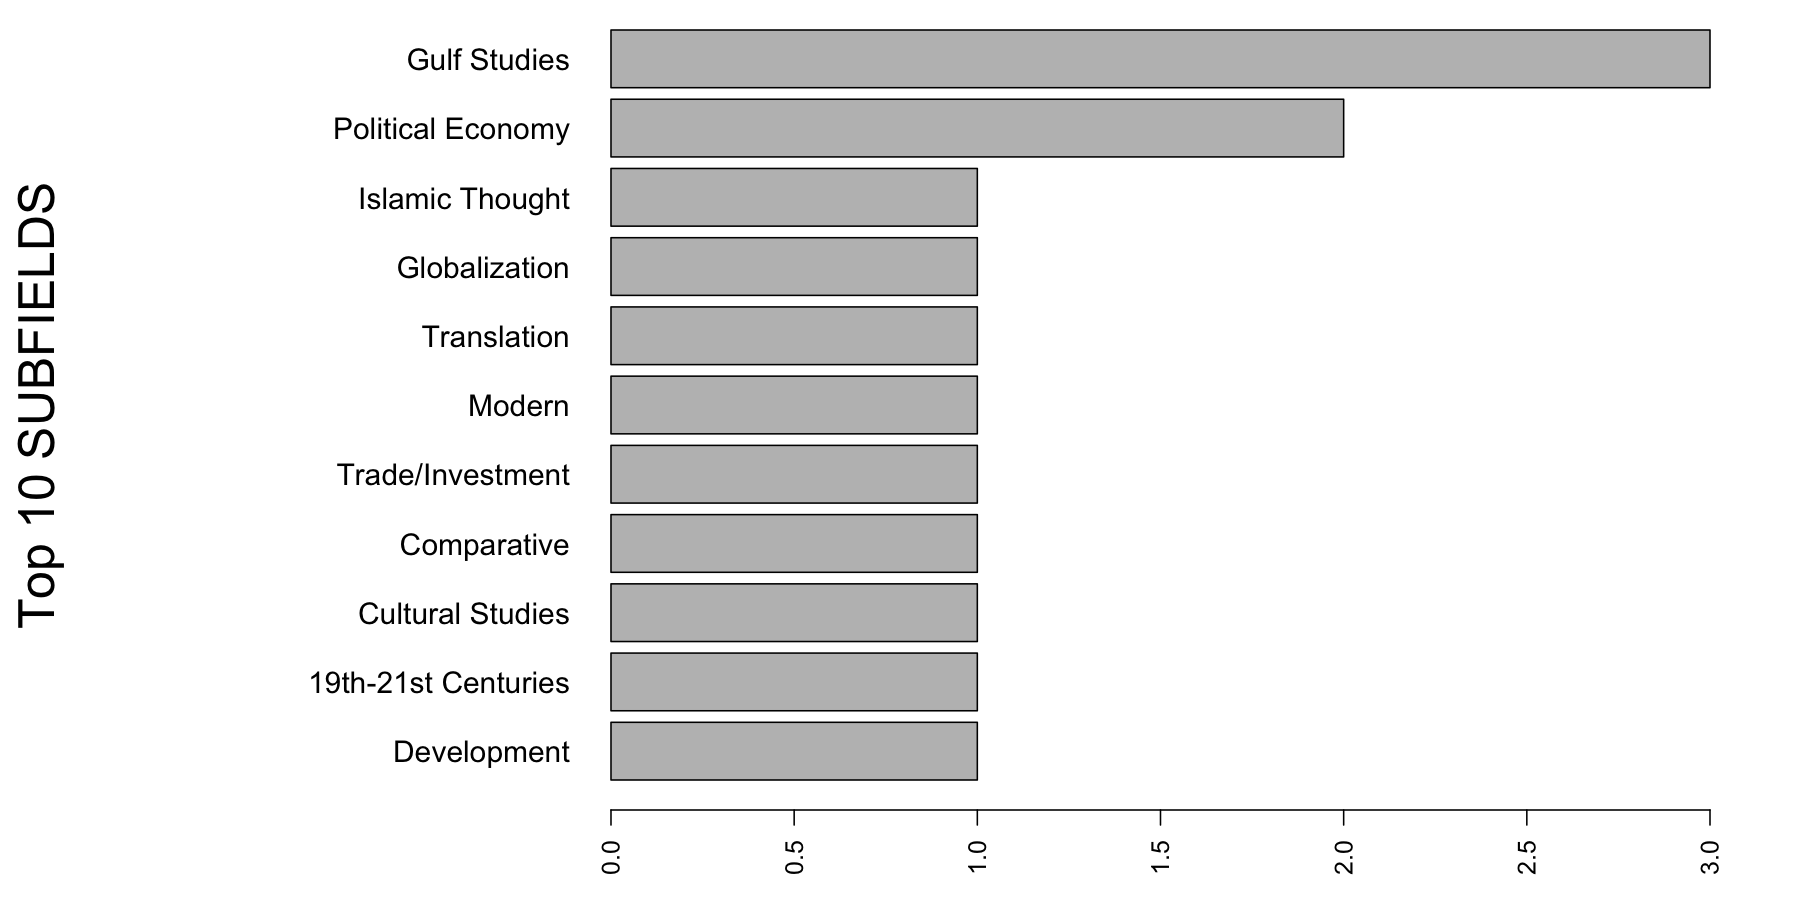 Top 10 SUBFIELDS
Gulf Studies
Political Economy
Islamic Thought
Globalization
Translation
Modern
Trade/Investment
Comparative
Cultural Studies
19th-21st Centuries
Development
0.0 0.5 1.0 1.5 2.0 2.5 3.0